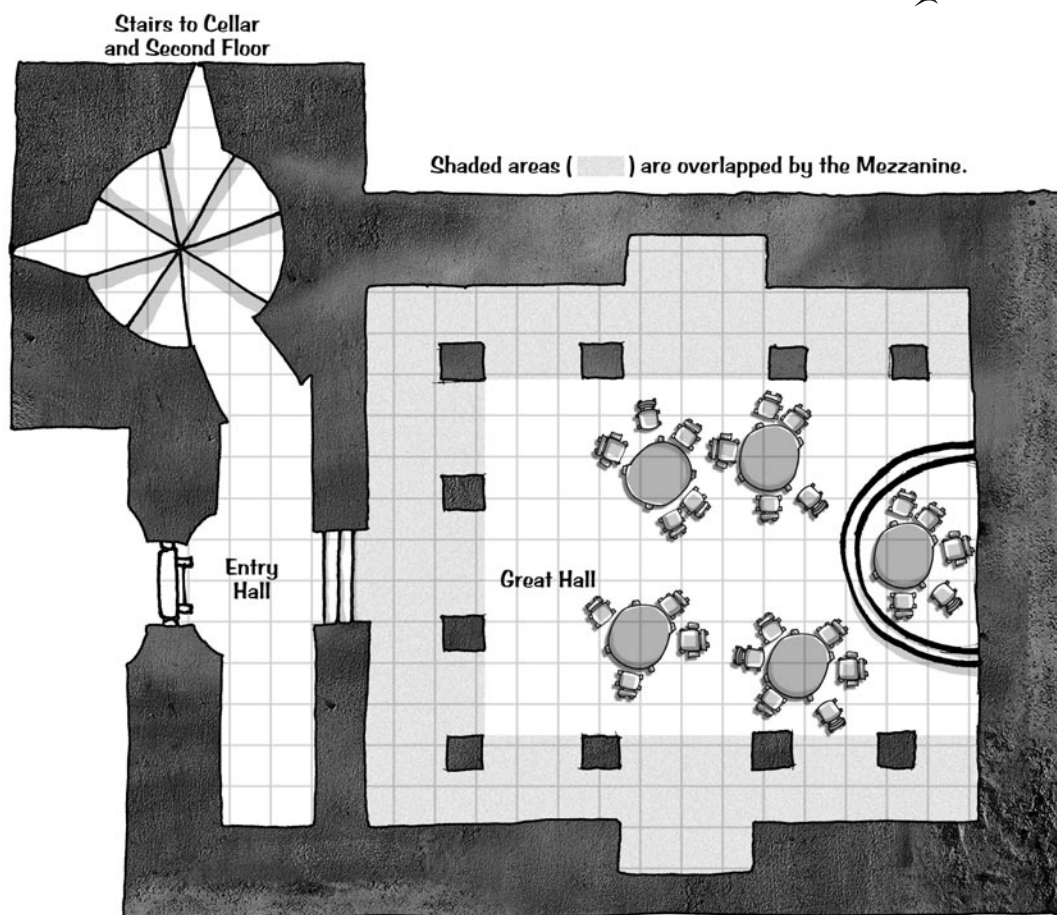 Stairs to Cellar
and Second Floor
Shaded areas ( ) are overlapped by the Mezzanine.
Entry
Hall
Great Hall